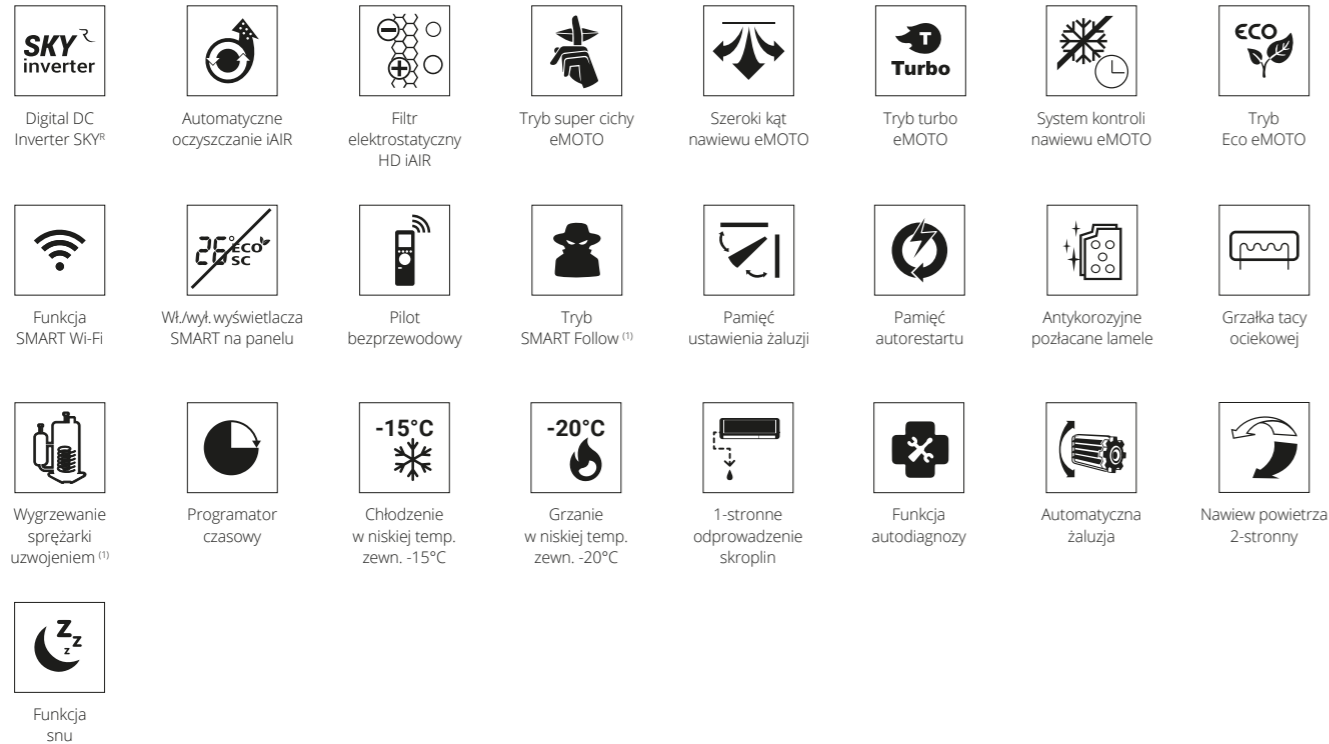 SKY R
inverter
Digital DC
Inverter SKYᴿ
Automatyczne
oczyszczanie iAIR
Filtr
elektrostatyczny
HD iAIR
Tryb super cichy
eMOTO
Szeroki kąt
nawiewu eMOTO
T
Turbo
Tryb turbo
eMOTO
System kontroli
nawiewu eMOTO
ECO
Tryb
Eco eMOTO
Funkcja
SMART Wi-Fi
26° ECO
SC
Wł./wył. wyświetlacza
SMART na panelu
Pilot
bezprzewodowy
Tryb
SMART Follow (1)
Pamięć
ustawienia żaluzji
Pamięć
autorestartu
Antykorozyjne
pozłacane lamele
Grzałka tacy
ociekowej
Wygrzewanie
sprężarki
uzwojeniem (1)
Programator
czasowy
-15°C
Chłodzenie
w niskiej temp.
zewn. -15°C
-20°C
Grzanie
w niskiej temp.
zewn. -20°C
1-stronne
odprowadzenie
skroplin
Funkcja
autodiagnozy
Automatyczna
żaluzja
Nawiew powietrza
2-stronny
Z z z
Funkcja
snu